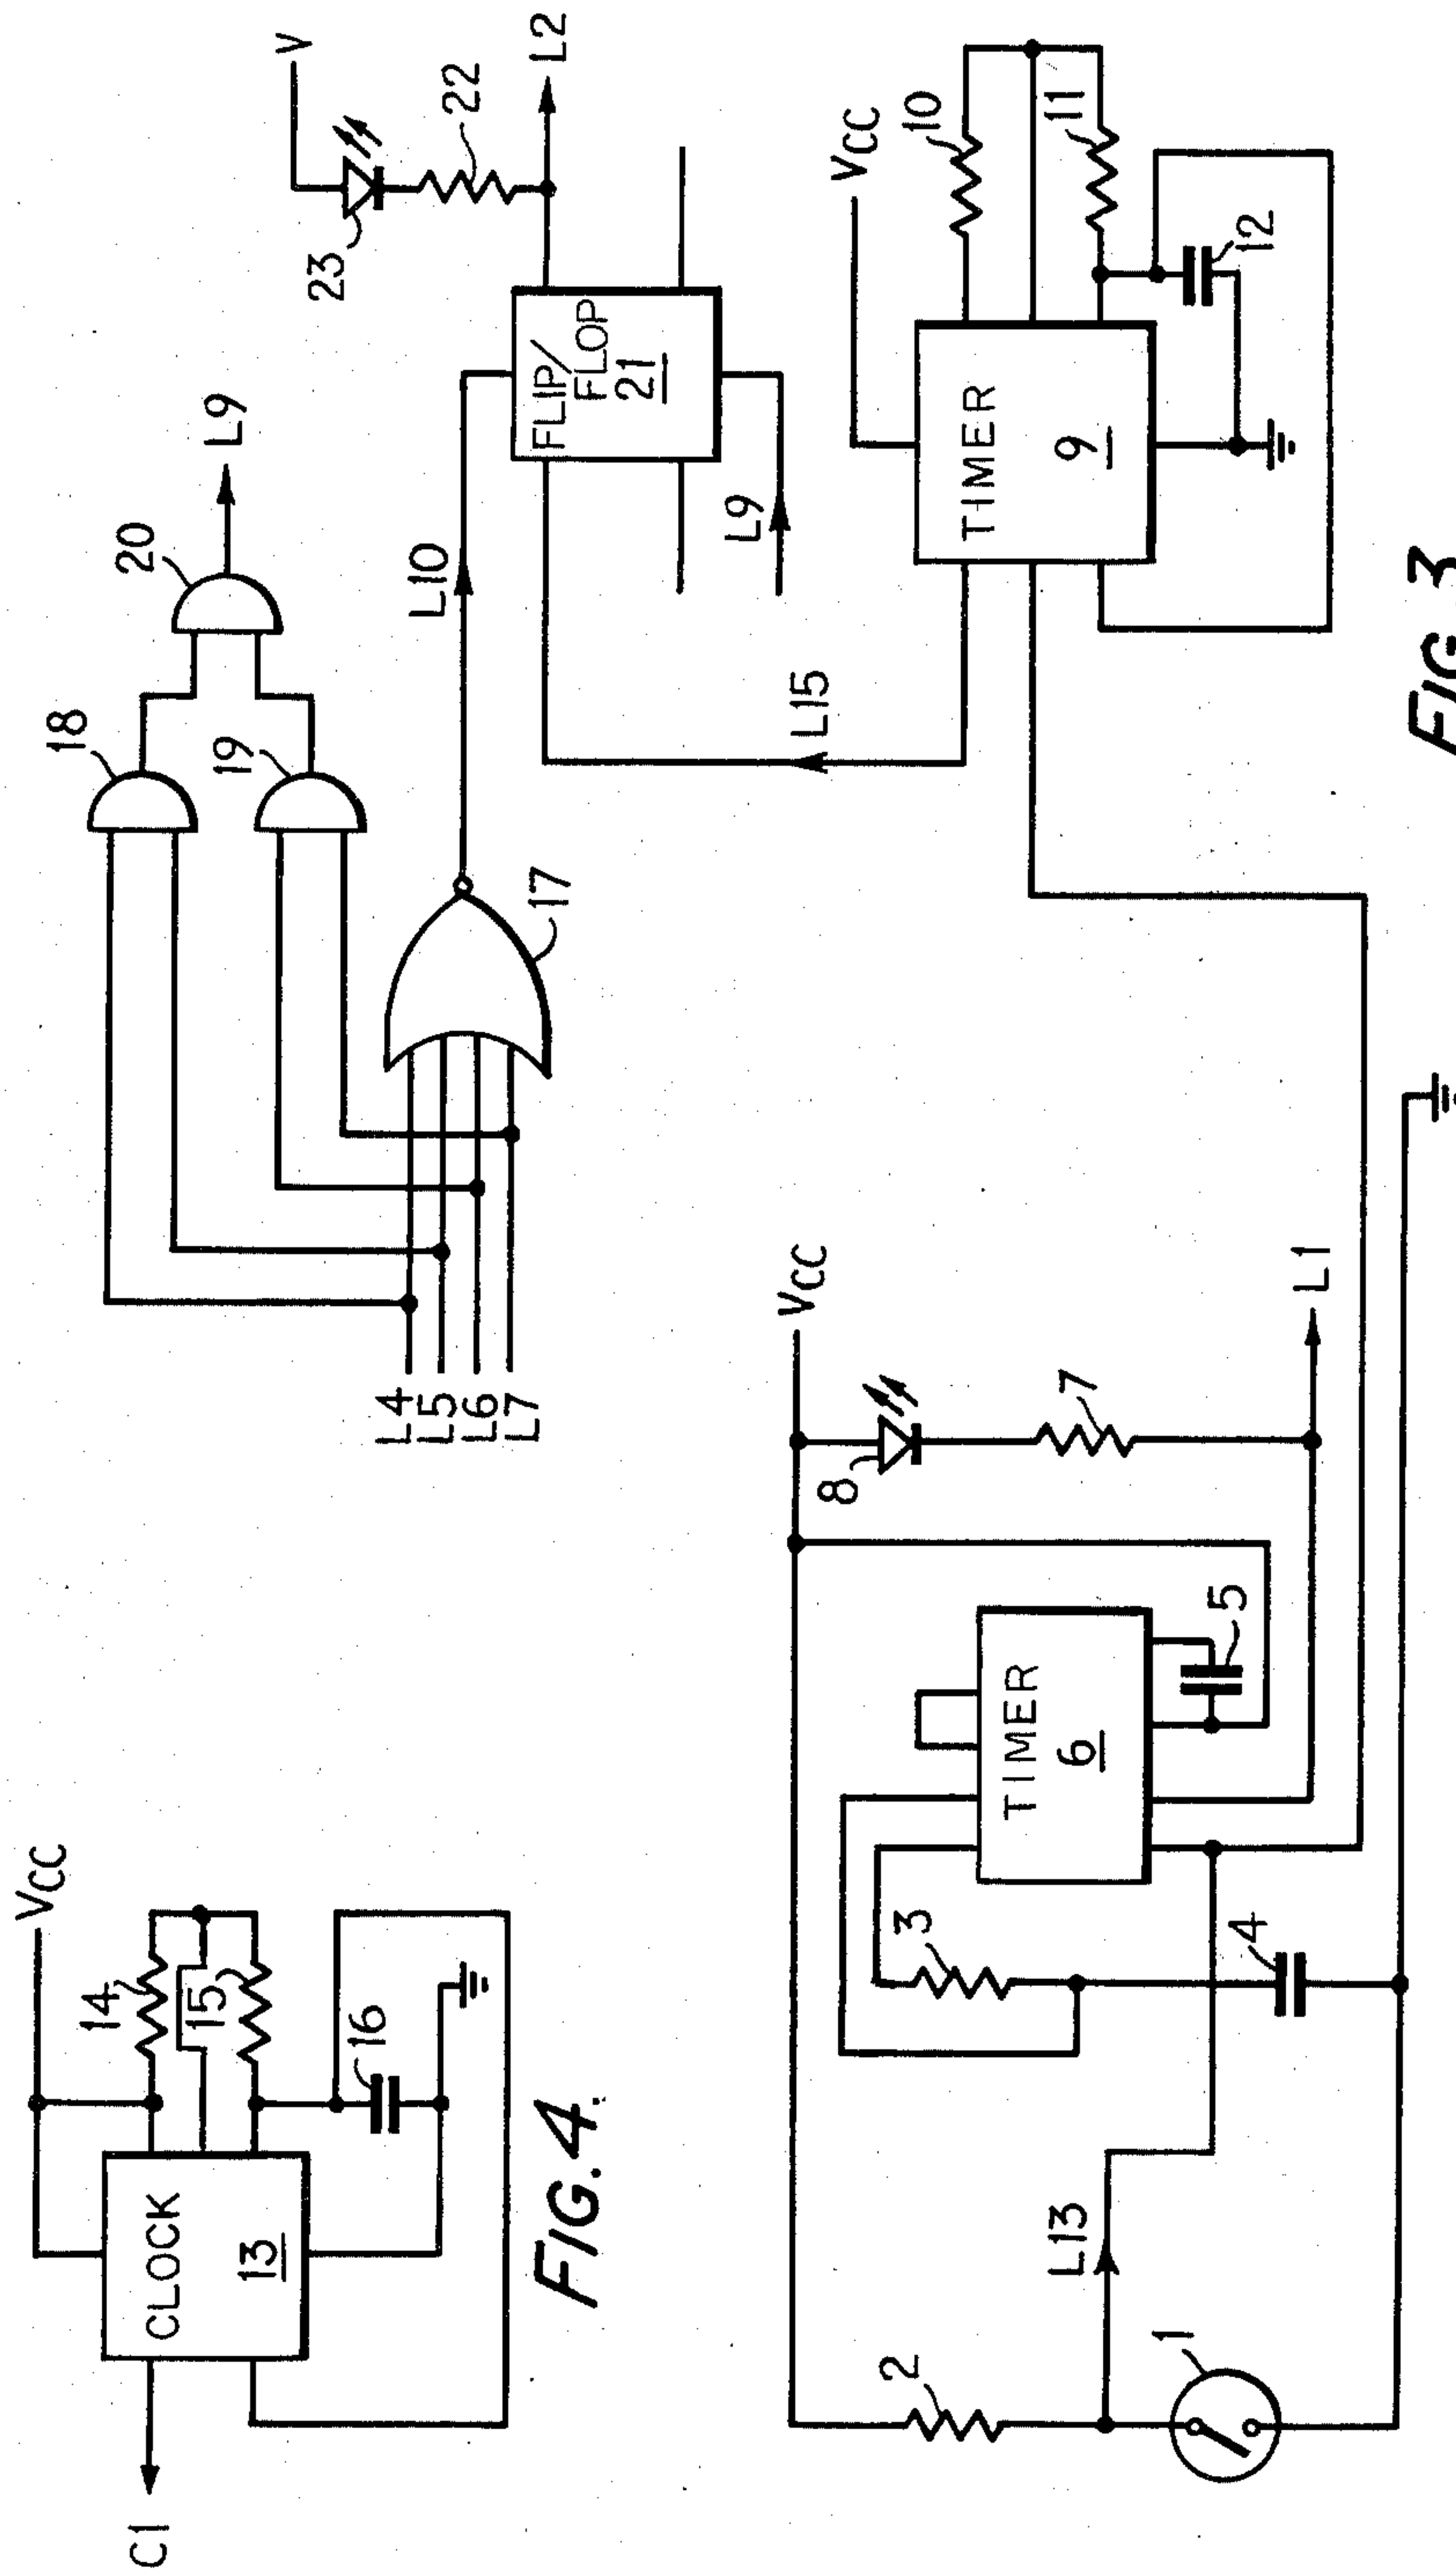 C1
CLOCK
13
VCC
14
15
16
FIG.4.
L4
L5
L6
L7
18
19
20
L9
17
L10
FLIP/
FLOP
21
L9
V
23
22
L2
L15
VCC
TIMER
9
10
11
12
1
2
L13
3
4
TIMER
6
5
VCC
8
7
L1
FIG.3